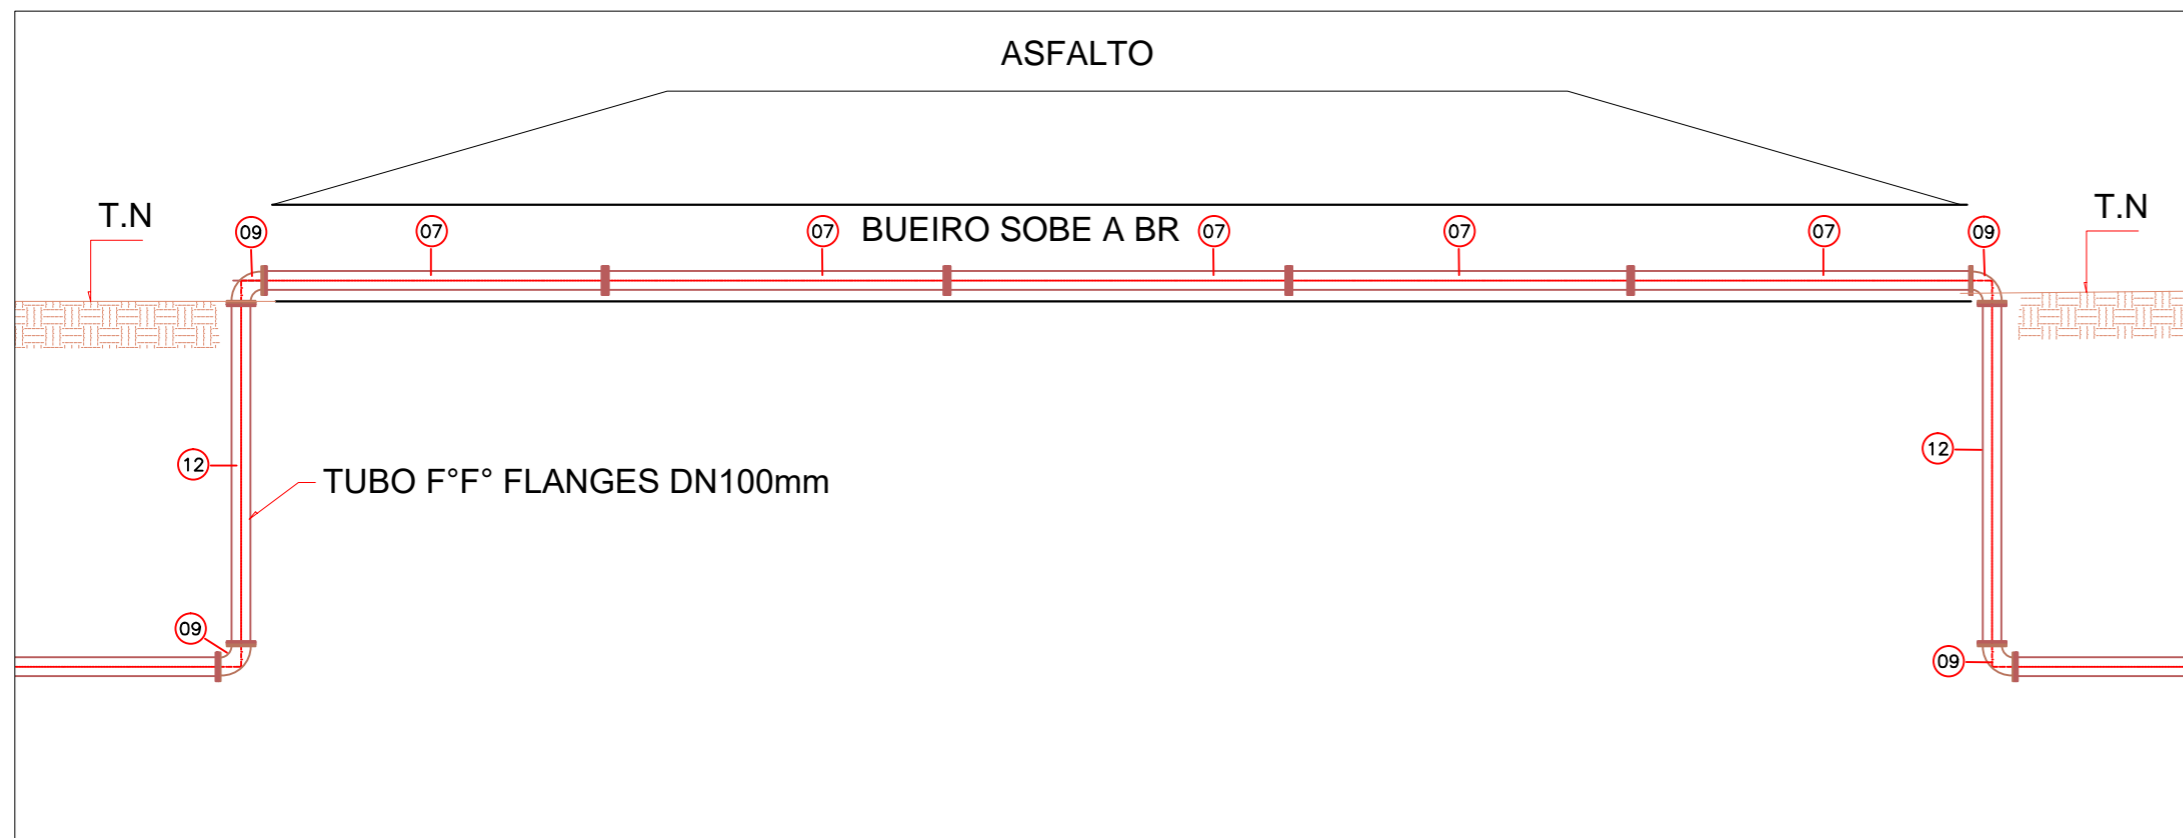 ASFALTO
T.N
T.N
09
07
07
BUEIRO SOBE A BR
07
07
07
09
12
12
TUBO F°F° FLANGES DN100mm
09
09